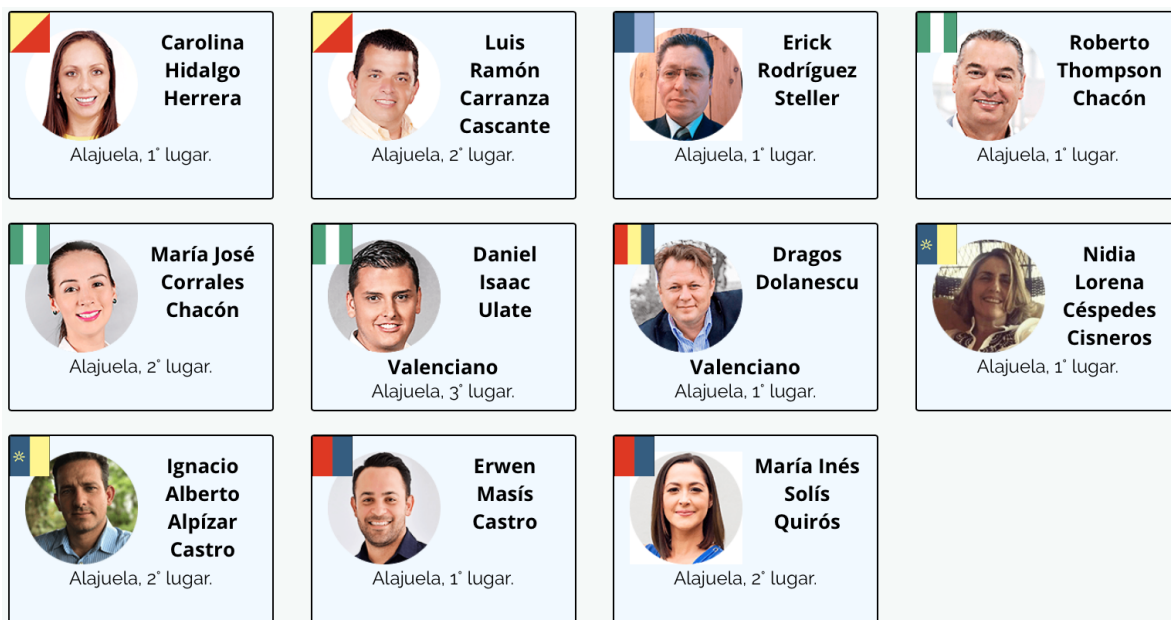 Carolina
Hidalgo
Herrera
Alajuela, 1° lugar.
Luis
Ramón
Carranza
Cascante
Alajuela, 2° lugar.
Erick
Rodríguez
Steller
Alajuela, 1° lugar.
Roberto
Thompson
Chacón
Alajuela, 1° lugar.
María José
Corrales
Chacón
Alajuela, 2° lugar.
Daniel
Isaac
Ulate
Valenciano
Alajuela, 3° lugar.
Dragos
Dolanescu
Valenciano
Alajuela, 1° lugar.
Nidia
Lorena
Céspedes
Cisneros
Alajuela, 1° lugar.
Ignacio
Alberto
Alpízar
Castro
Alajuela, 2° lugar.
Erwen
Masís
Castro
Alajuela, 1° lugar.
María Inés
Solís
Quirós
Alajuela, 2° lugar.